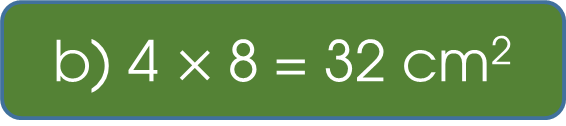 b) 4 × 8 = 32 cm²